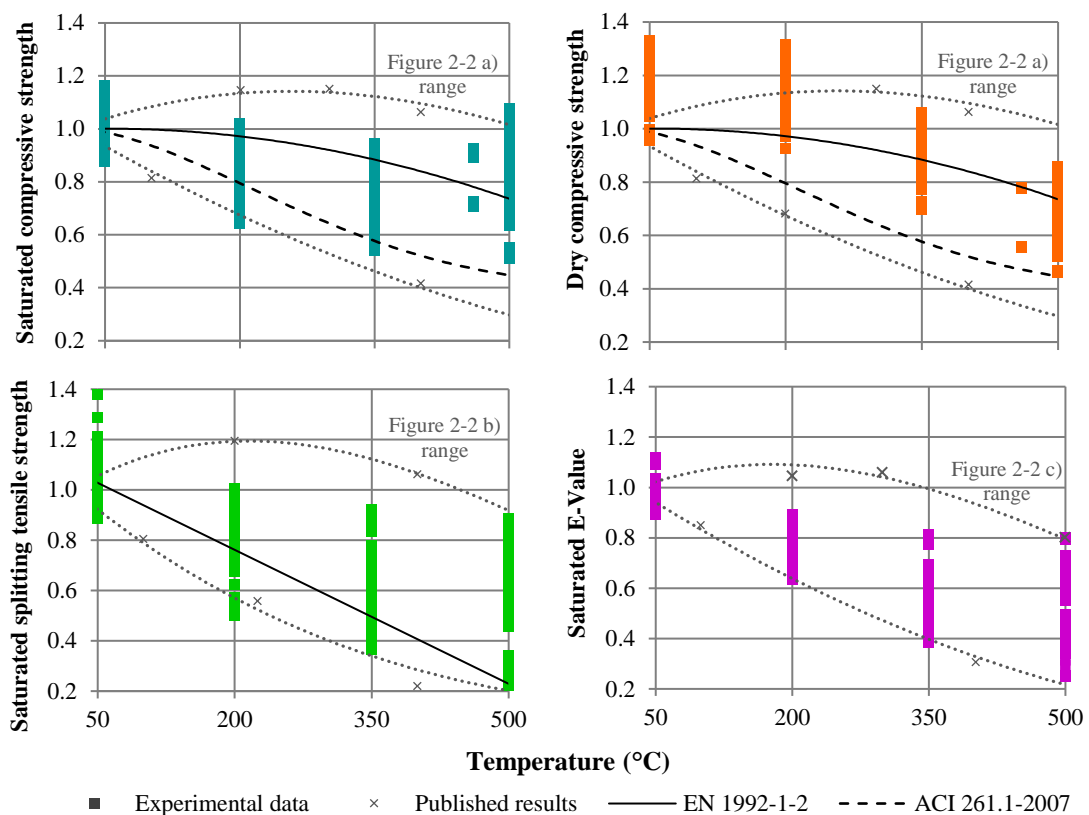 Saturated compressive strength
1.4
1.2
1.0
0.8
0.6
0.4
0.2
Figure 2-2 a)
range
Dry compressive strength
1.4
1.2
1.0
0.8
0.6
0.4
0.2
Figure 2-2 a)
range
Saturated splitting tensile strength
1.4
1.2
1.0
0.8
0.6
0.4
0.2
Figure 2-2 b)
range
50 200 350 500
Saturated E-Value
1.4
1.2
1.0
0.8
0.6
0.4
0.2
Figure 2-2 c)
range
50 200 350 500
Temperature (°C)
Experimental data Published results EN 1992-1-2 ACI 261.1-2007